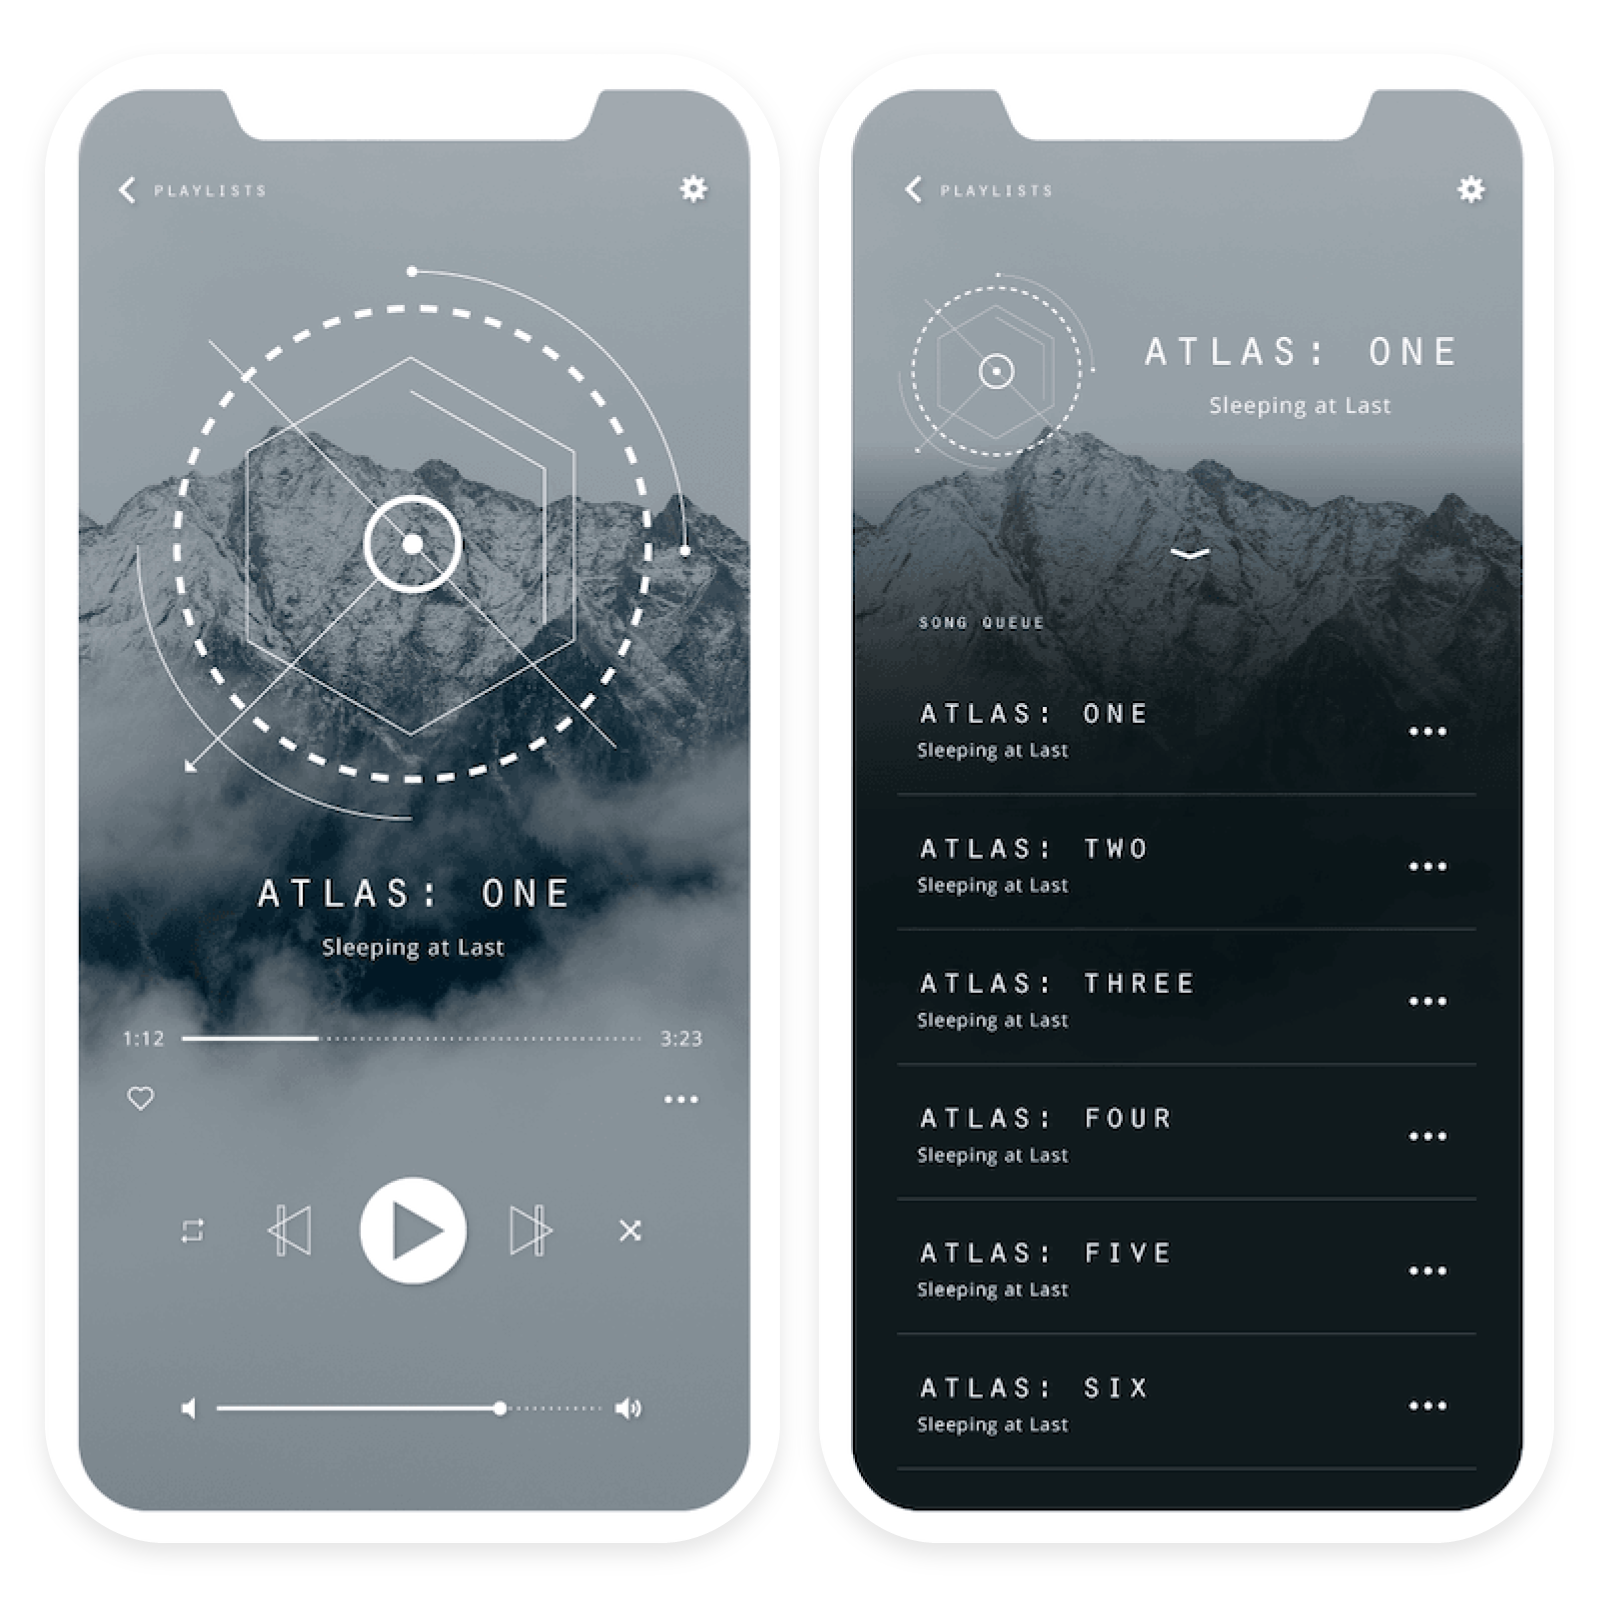 PLAYLISTS
ATLAS: ONE
Sleeping at Last
1:12
3:23
PLAYLISTS
ATLAS: ONE
Sleeping at Last
SONG QUEUE
ATLAS: ONE
Sleeping at Last
ATLAS: TWO
Sleeping at Last
ATLAS: THREE
Sleeping at Last
ATLAS: FOUR
Sleeping at Last
ATLAS: FIVE
Sleeping at Last
ATLAS: SIX
Sleeping at Last